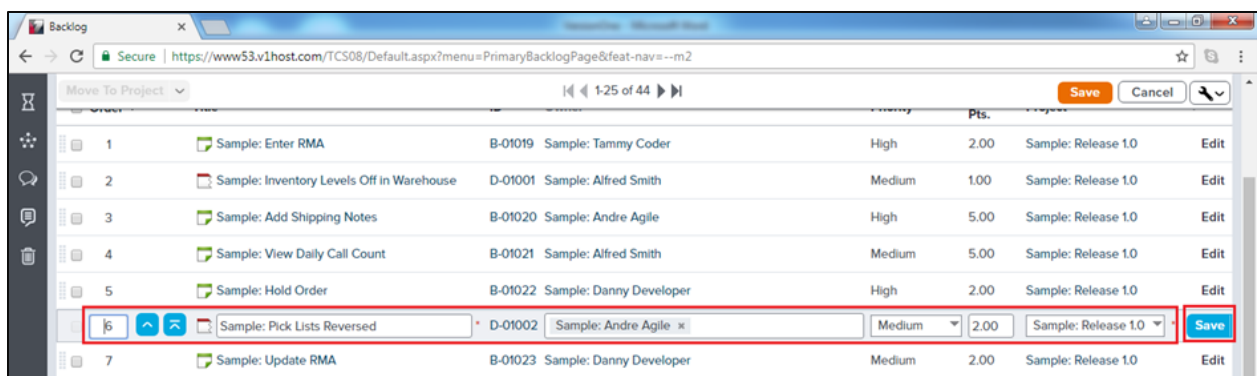 Backlog
Secure | https://www53.v1host.com/TCS08/Default.aspx?menu=PrimaryBacklogPage&feat-nav=--m2
Move To Project 1-25 of 44 Save Cancel
Order Title ID Owner Priority Pts. Project
1 Sample: Enter RMA B-01019 Sample: Tammy Coder High 2.00 Sample: Release 1.0 Edit
2 Sample: Inventory Levels Off in Warehouse D-01001 Sample: Alfred Smith Medium 1.00 Sample: Release 1.0 Edit
3 Sample: Add Shipping Notes B-01020 Sample: Andre Agile High 5.00 Sample: Release 1.0 Edit
4 Sample: View Daily Call Count B-01021 Sample: Alfred Smith Medium 5.00 Sample: Release 1.0 Edit
5 Sample: Hold Order B-01022 Sample: Danny Developer High 2.00 Sample: Release 1.0 Edit
6 Sample: Pick Lists Reversed * D-01002 Sample: Andre Agile × Medium 2.00 Sample: Release 1.0 * Save
7 Sample: Update RMA B-01023 Sample: Danny Developer Medium 2.00 Sample: Release 1.0 Edit